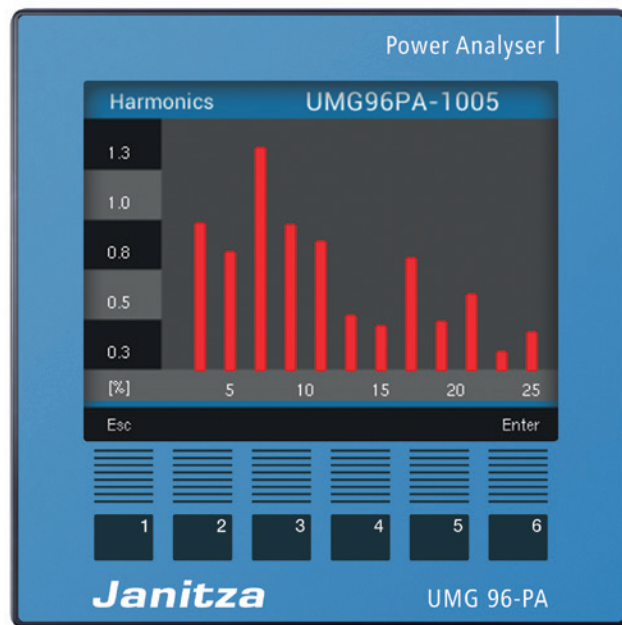 Power Analyser
Harmonics UMG96PA-1005
1.3
1.0
0.8
0.5
0.3
[%] 5 10 15 20 25
Esc Enter
1 2 3 4 5 6
Janitza UMG 96-PA